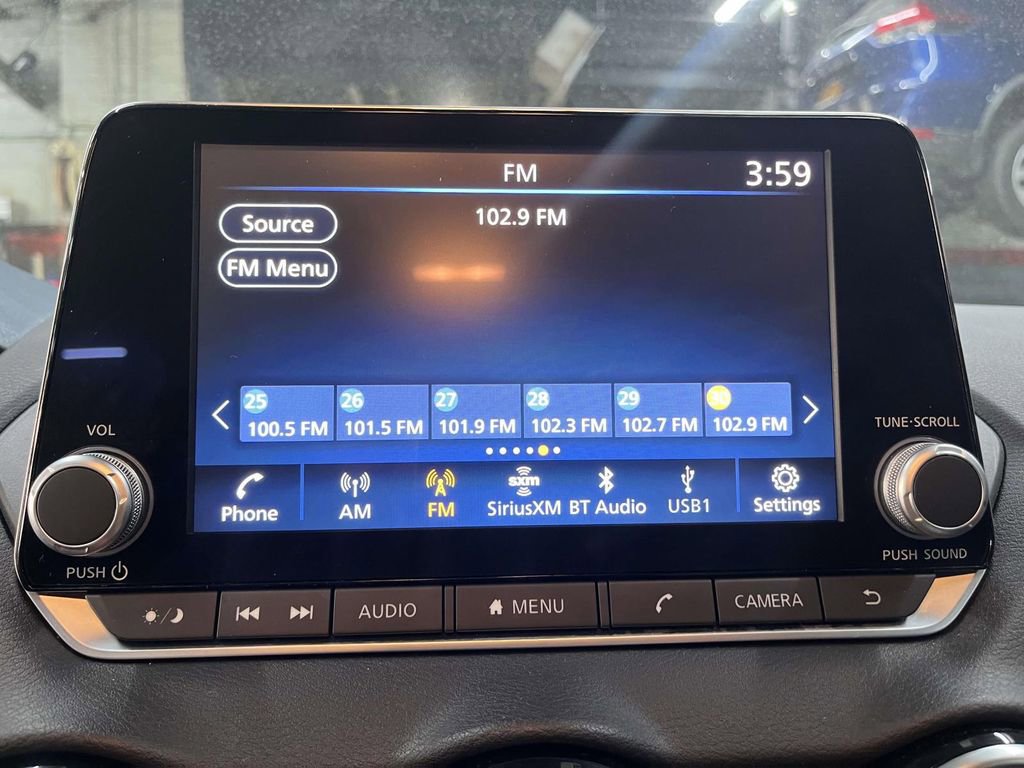 FM
3:59
Source
102.9 FM
FM Menu
25 26 27 28 29 30
100.5 FM 101.5 FM 101.9 FM 102.3 FM 102.7 FM 102.9 FM
VOL
TUNE·SCROLL
sxm
Phone AM FM SiriusXM BT Audio USB1 Settings
PUSH
PUSH SOUND
AUDIO MENU CAMERA